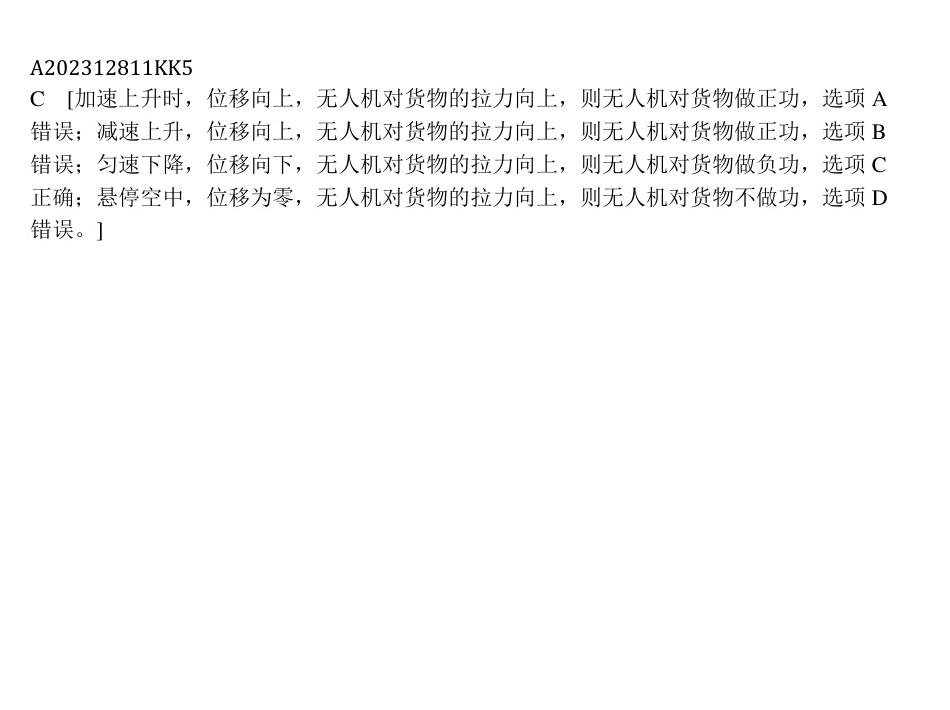 A202312811KK5
C [加速上升时，位移向上，无人机对货物的拉力向上，则无人机对货物做正功，选项 A
错误；减速上升，位移向上，无人机对货物的拉力向上，则无人机对货物做正功，选项 B
错误；匀速下降，位移向下，无人机对货物的拉力向上，则无人机对货物做负功，选项 C
正确；悬停空中，位移为零，无人机对货物的拉力向上，则无人机对货物不做功，选项 D
错误。]